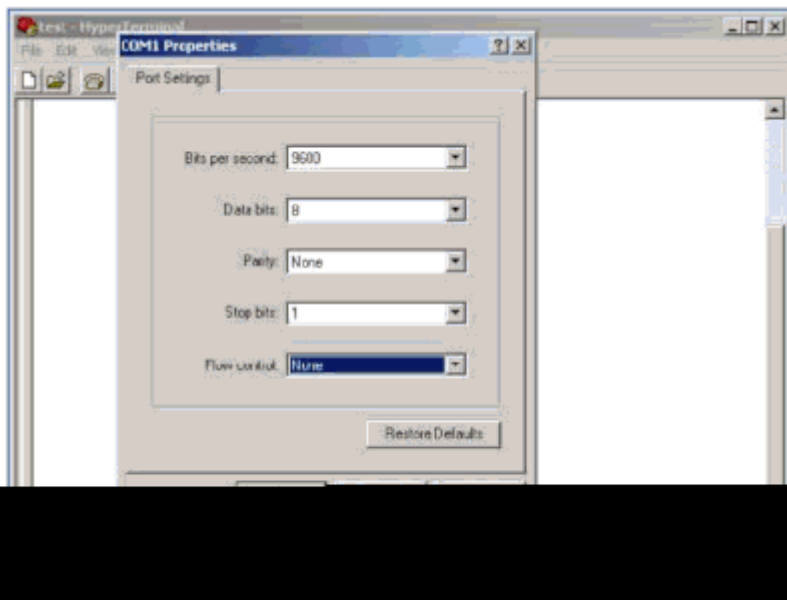 test - HyperTerminal
File Edit View
COM1 Properties
Port Settings
Bits per second: 9600
Data bits: 8
Parity: None
Stop bits: 1
Flow control: None
Restore Defaults